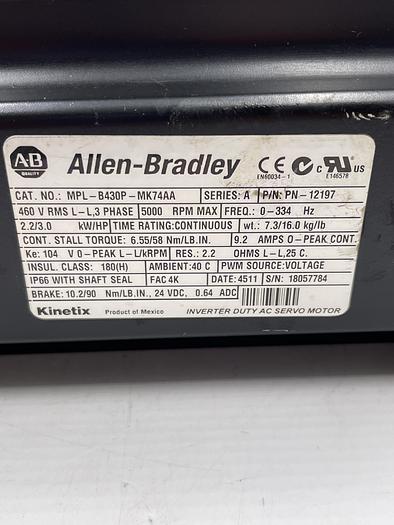 A-B QUALITY Allen-Bradley CE EN60034-1 C UR US E146578
CAT. NO.: MPL-B430P-MK74AA SERIES: A P/N: PN-12197
460 V RMS L-L,3 PHASE 5000 RPM MAX FREQ.: 0-334 Hz
2.2/3.0 kW/HP TIME RATING:CONTINUOUS wt.: 7.3/16.0 kg/lb
CONT. STALL TORQUE: 6.55/58 Nm/LB.IN. 9.2 AMPS O-PEAK CONT.
Ke: 104 V 0-PEAK L-L/kRPM RES.: 2.2 OHMS L-L,25 C.
INSUL. CLASS: 180(H) AMBIENT:40 C PWM SOURCE:VOLTAGE
IP66 WITH SHAFT SEAL FAC 4K DATE: 4511 S/N: 18057784
BRAKE: 10.2/90 Nm/LB.IN., 24 VDC, 0.64 ADC
Kinetix Product of Mexico INVERTER DUTY AC SERVO MOTOR